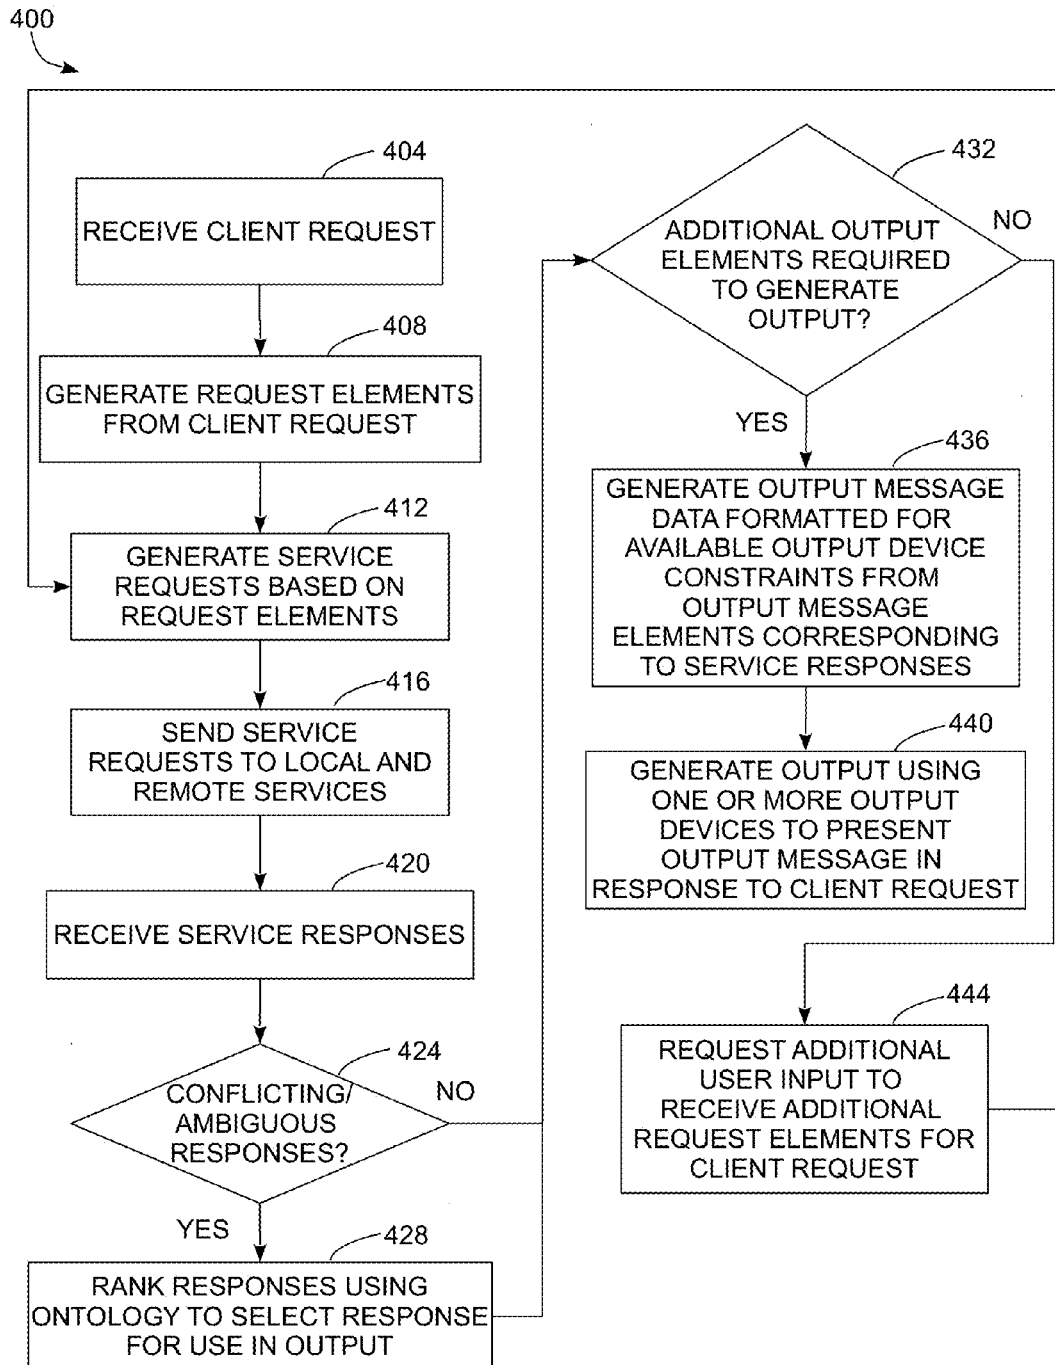 400
404
RECEIVE CLIENT REQUEST
408
GENERATE REQUEST ELEMENTS
FROM CLIENT REQUEST
412
GENERATE SERVICE
REQUESTS BASED ON
REQUEST ELEMENTS
416
SEND SERVICE
REQUESTS TO LOCAL AND
REMOTE SERVICES
420
RECEIVE SERVICE RESPONSES
424
CONFLICTING/
AMBIGUOUS
RESPONSES?
NO
YES
428
RANK RESPONSES USING
ONTOLOGY TO SELECT RESPONSE
FOR USE IN OUTPUT
432
ADDITIONAL OUTPUT
ELEMENTS REQUIRED
TO GENERATE
OUTPUT?
NO
YES
436
GENERATE OUTPUT MESSAGE
DATA FORMATTED FOR
AVAILABLE OUTPUT DEVICE
CONSTRAINTS FROM
OUTPUT MESSAGE
ELEMENTS CORRESPONDING
TO SERVICE RESPONSES
440
GENERATE OUTPUT USING
ONE OR MORE OUTPUT
DEVICES TO PRESENT
OUTPUT MESSAGE IN
RESPONSE TO CLIENT REQUEST
444
REQUEST ADDITIONAL
USER INPUT TO
RECEIVE ADDITIONAL
REQUEST ELEMENTS FOR
CLIENT REQUEST